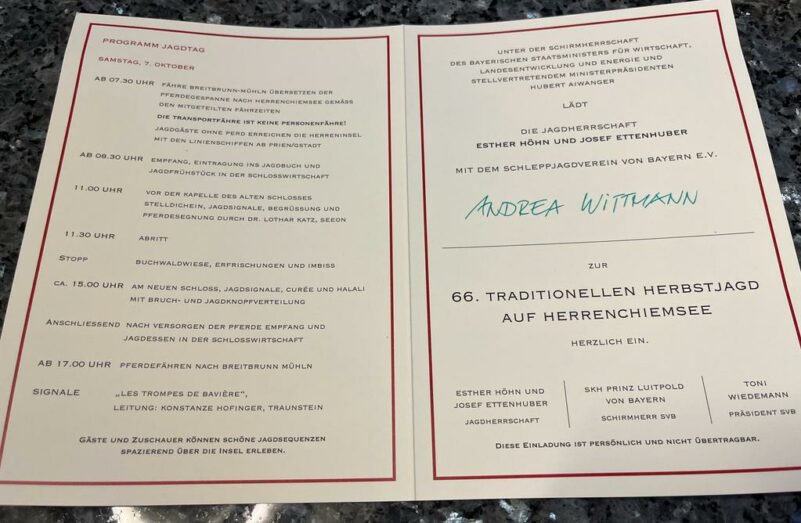 PROGRAMM JAGDTAG
SAMSTAG, 7. OKTOBER
AB 07.30 UHR FÄHRE BREITBRUNN-MÜHLN ÜBERSETZEN DER
PFERDEGESPANNE NACH HERRENCHIEMSEE GEMÄSS
DEN MITGETEILTEN FÄHRZEITEN
DIE TRANSPORTFÄHRE IST KEINE PERSONENFÄHRE!
JAGDGÄSTE OHNE PERD ERREICHEN DIE HERRENINSEL
MIT DEN LINIENSCHIFFEN AB PRIEN/GSTADT
AB 08.30 UHR EMPFANG, EINTRAGUNG INS JAGDBUCH UND
JAGDFRÜHSTÜCK IN DER SCHLOSSWIRTSCHAFT
11.00 UHR VOR DER KAPELLE DES ALTEN SCHLOSSES
STELLDICHEIN, JAGDSIGNALE, BEGRÜSSUNG UND
PFERDESEGNUNG DURCH DR. LOTHAR KATZ, SEEON
11.30 UHR ABRITT
STOPP BUCHWALDWIESE, ERFRISCHUNGEN UND IMBISS
CA. 15.00 UHR AM NEUEN SCHLOSS, JAGDSIGNALE, CURÉE UND HALALI
MIT BRUCH- UND JAGDKNOPFVERTEILUNG
ANSCHLIESSEND NACH VERSORGEN DER PFERDE EMPFANG UND
JAGDESSEN IN DER SCHLOSSWIRTSCHAFT
AB 17.00 UHR PFERDEFÄHREN NACH BREITBRUNN MÜHLN
SIGNALE „LES TROMPES DE BAVIÈRE",
LEITUNG: KONSTANZE HOFINGER, TRAUNSTEIN
GÄSTE UND ZUSCHAUER KÖNNEN SCHÖNE JAGDSEQUENZEN
SPAZIEREND ÜBER DIE INSEL ERLEBEN.
UNTER DER SCHIRMHERRSCHAFT
DES BAYERISCHEN STAATSMINISTERS FÜR WIRTSCHAFT,
LANDESENTWICKLUNG UND ENERGIE UND
STELLVERTRETENDEM MINISTERPRÄSIDENTEN
HUBERT AIWANGER
LÄDT
DIE JAGDHERRSCHAFT
ESTHER HÖHN UND JOSEF ETTENHUBER
MIT DEM SCHLEPPJAGDVEREIN VON BAYERN E.V.
ANDREA WITTMANN
ZUR
66. TRADITIONELLEN HERBSTJAGD
AUF HERRENCHIEMSEE
HERZLICH EIN.
ESTHER HÖHN UND
JOSEF ETTENHUBER
JAGDHERRSCHAFT
SKH PRINZ LUITPOLD
VON BAYERN
SCHIRMHERR SVB
TONI
WIEDEMANN
PRÄSIDENT SVB
DIESE EINLADUNG IST PERSÖNLICH UND NICHT ÜBERTRAGBAR.